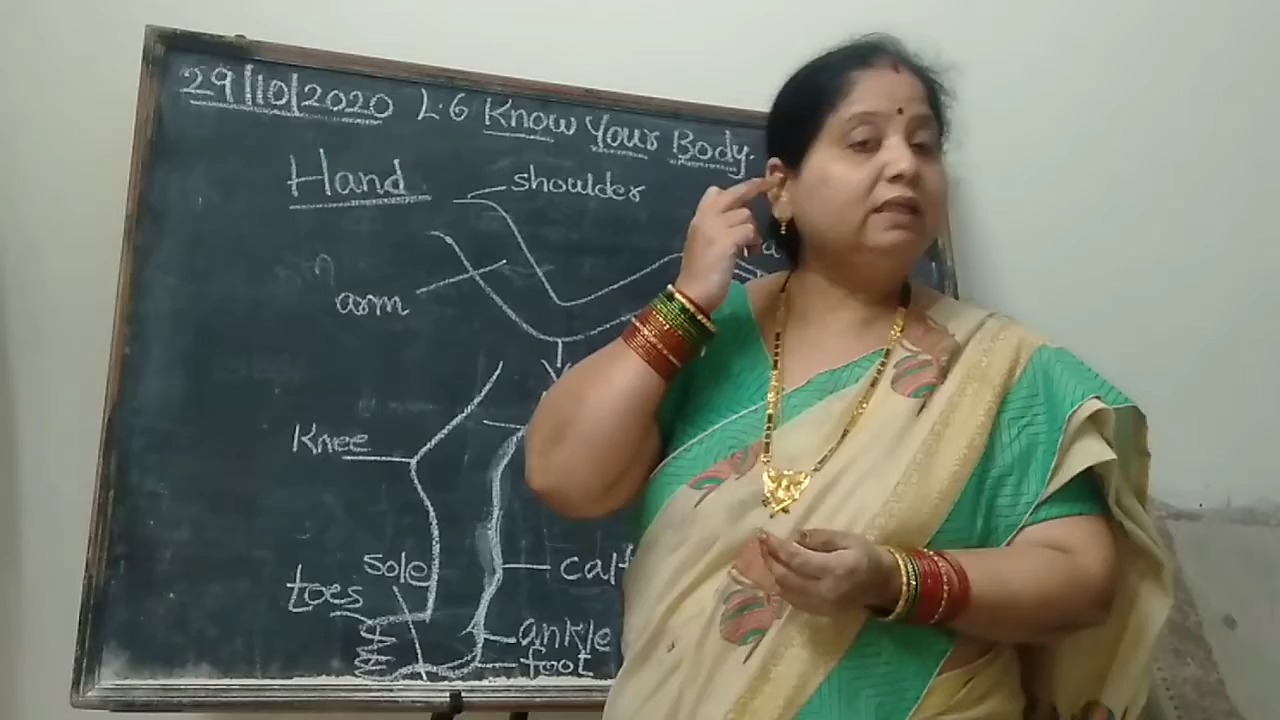 29/10/2020 L.6 Know Your Body.
Hand
shoulder
arm
Knee
sole
calf
toes
ankle
foot